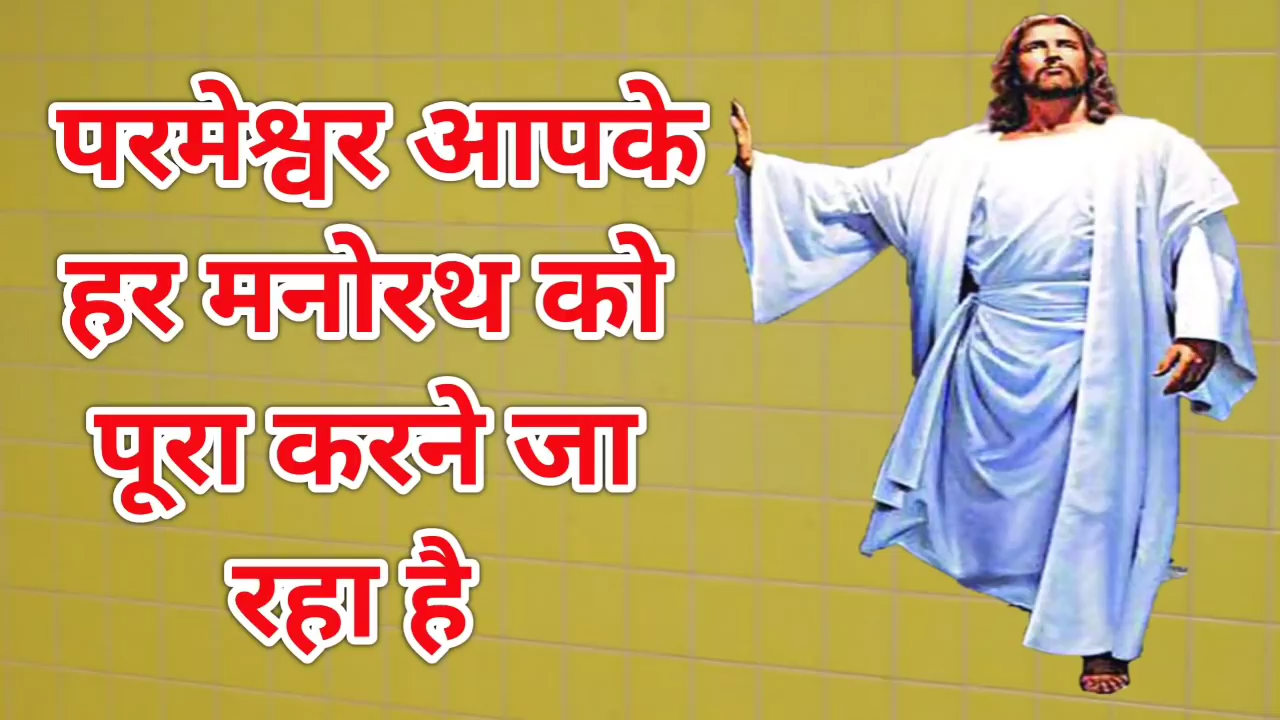 परमेश्वर आपके
हर मनोरथ को
पूरा करने जा
रहा है